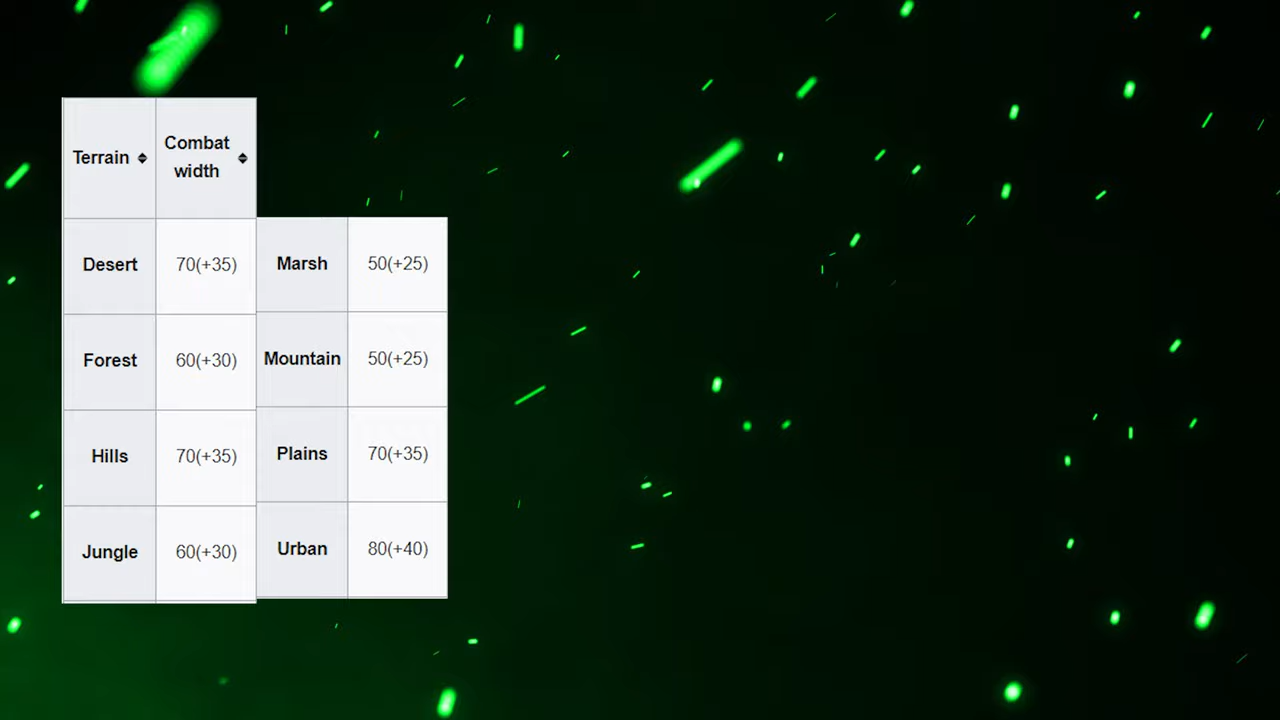 Terrain Combat width
Desert 70(+35) Marsh 50(+25)
Forest 60(+30) Mountain 50(+25)
Hills 70(+35) Plains 70(+35)
Jungle 60(+30) Urban 80(+40)